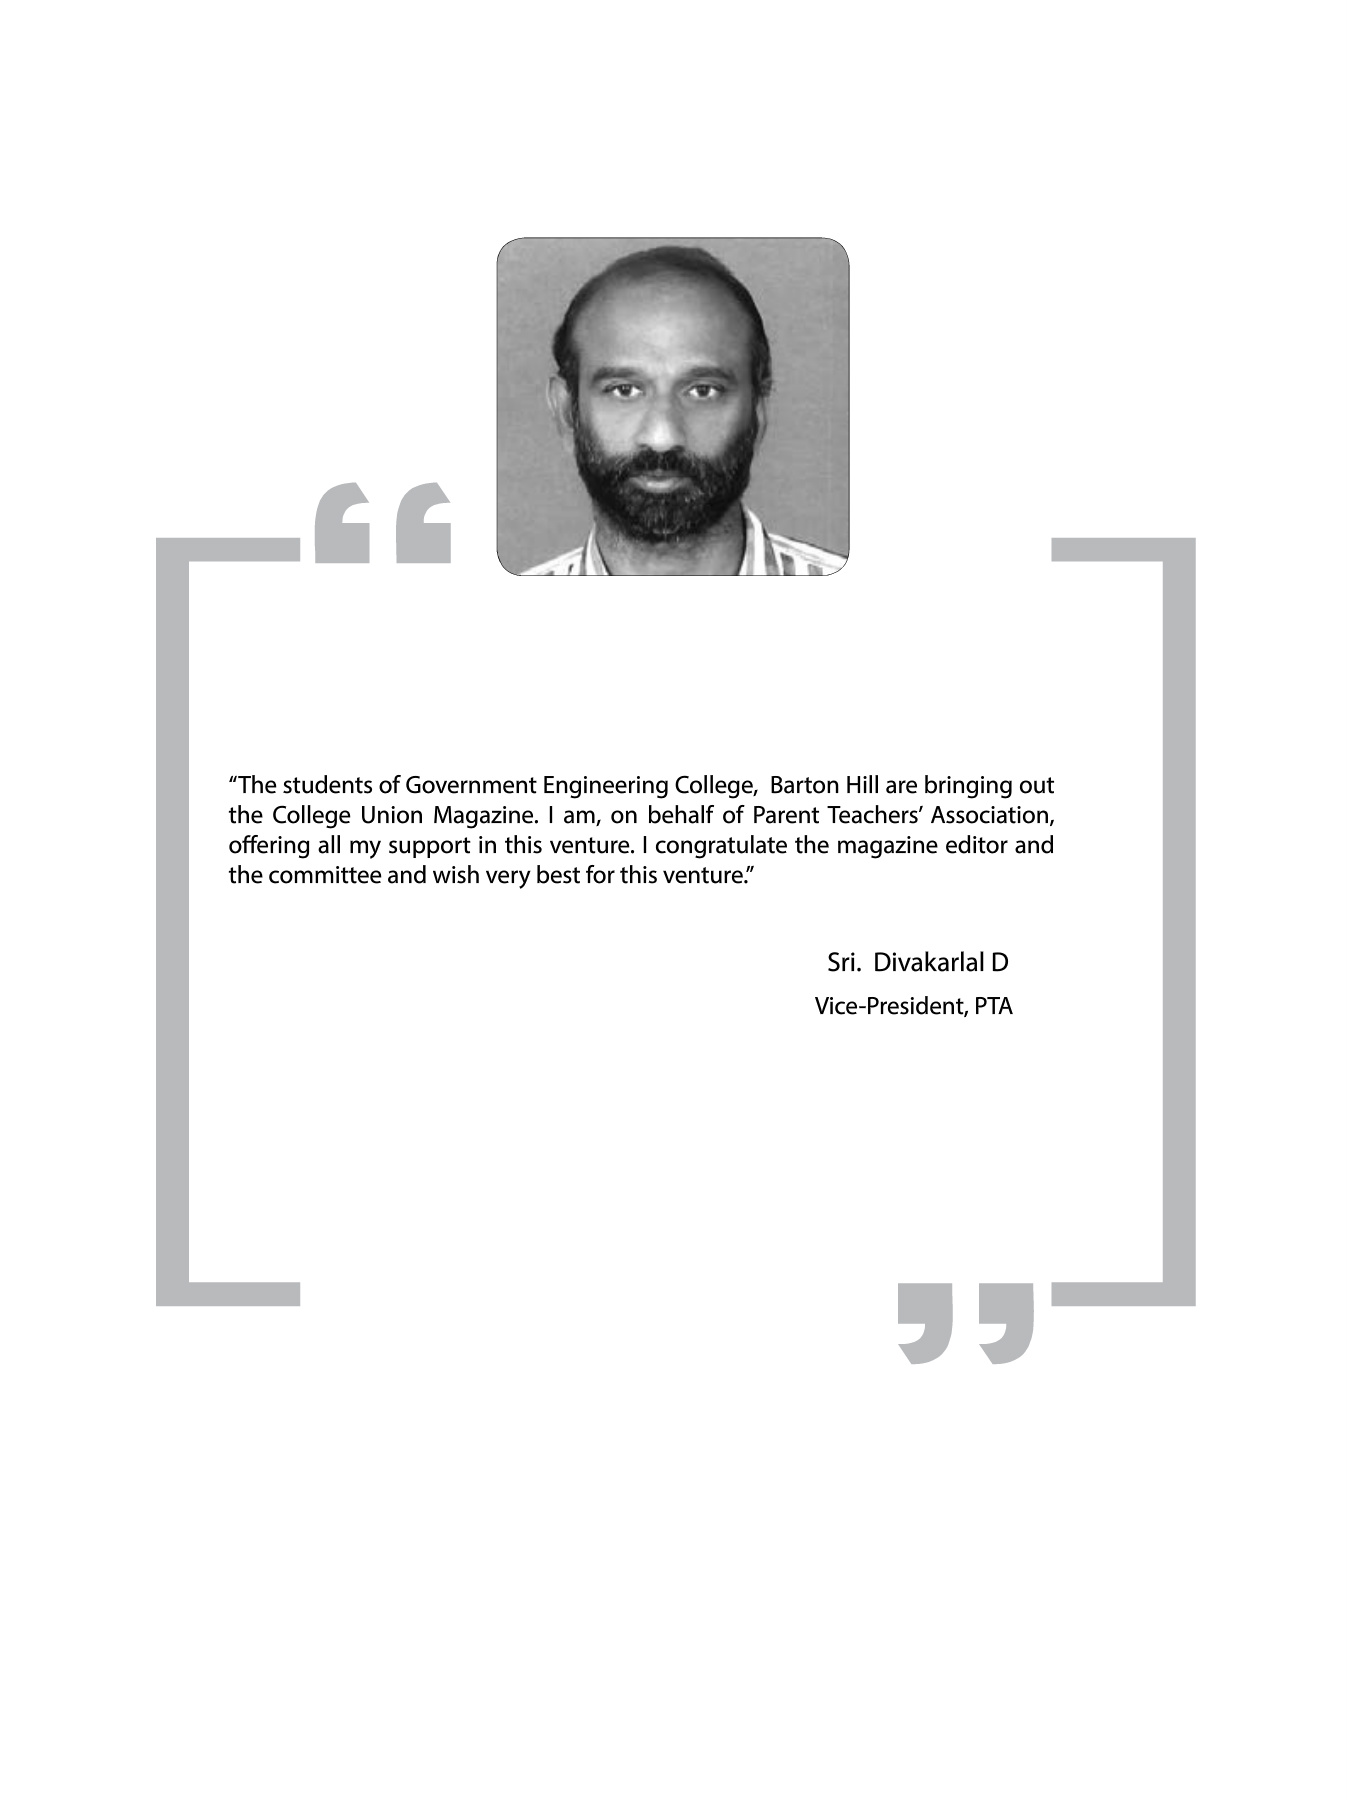 “The students of Government Engineering College,  Barton Hill are bringing out
the College Union Magazine. I am, on behalf of Parent Teachers’ Association,
offering all my support in this venture. I congratulate the magazine editor and
the committee and wish very best for this venture.”
Sri.  Divakarlal D
Vice-President, PTA